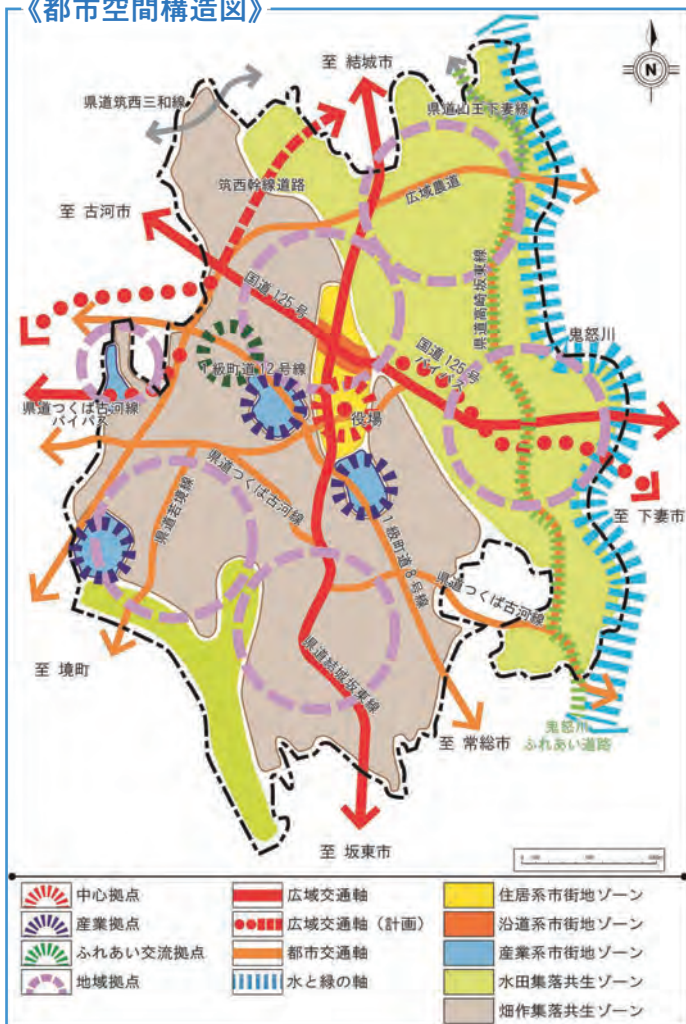 《都市空間構造図》
N
至 結城市
県道筑西三和線
県道山王下妻線
筑西幹線道路
広域農道
至 古河市
国道125号
県道高崎坂東線
鬼怒川
国道125号
バイパス
1級町道12号線
役場
県道つくば古河線
バイパス
県道つくば古河線
県道若境線
至 下妻市
1級町道8号線
県道つくば古河線
至 境町
県道結城坂東線
鬼怒川
ふれあい道路
至 常総市
至 坂東市
中心拠点
広域交通軸
住居系市街地ゾーン
産業拠点
広域交通軸（計画）
沿道系市街地ゾーン
ふれあい交流拠点
都市交通軸
産業系市街地ゾーン
地域拠点
水と緑の軸
水田集落共生ゾーン
畑作集落共生ゾーン